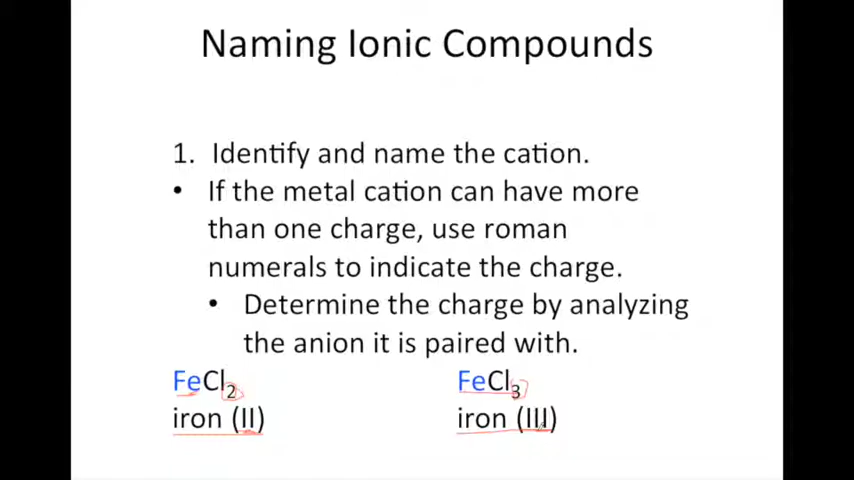 Naming Ionic Compounds
1. Identify and name the cation.
• If the metal cation can have more
than one charge, use roman
numerals to indicate the charge.
• Determine the charge by analyzing
the anion it is paired with.
FeCl₂ FeCl₃
iron (II) iron (III)